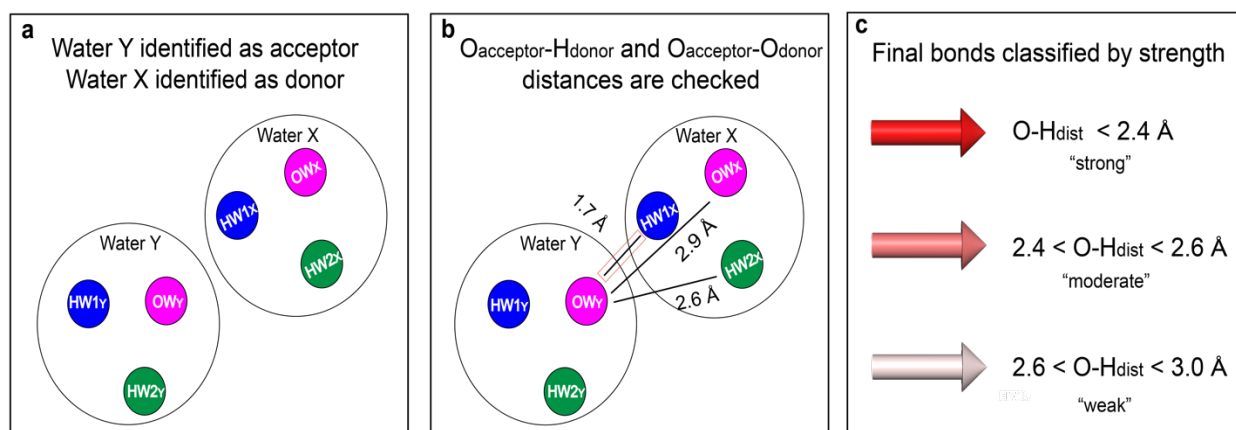 a
Water Y identified as acceptor
Water X identified as donor
Water X
OWX
HW1X
HW2X
Water Y
HW1Y
OWY
HW2Y
b
Oacceptor-Hdonor and Oacceptor-Odonor
distances are checked
Water X
OWX
HW1X
1.7 Å
2.9 Å
HW2X
2.6 Å
Water Y
HW1Y
OWY
HW2Y
c
Final bonds classified by strength
O-Hdist < 2.4 Å
“strong”
2.4 < O-Hdist < 2.6 Å
“moderate”
2.6 < O-Hdist < 3.0 Å
“weak”